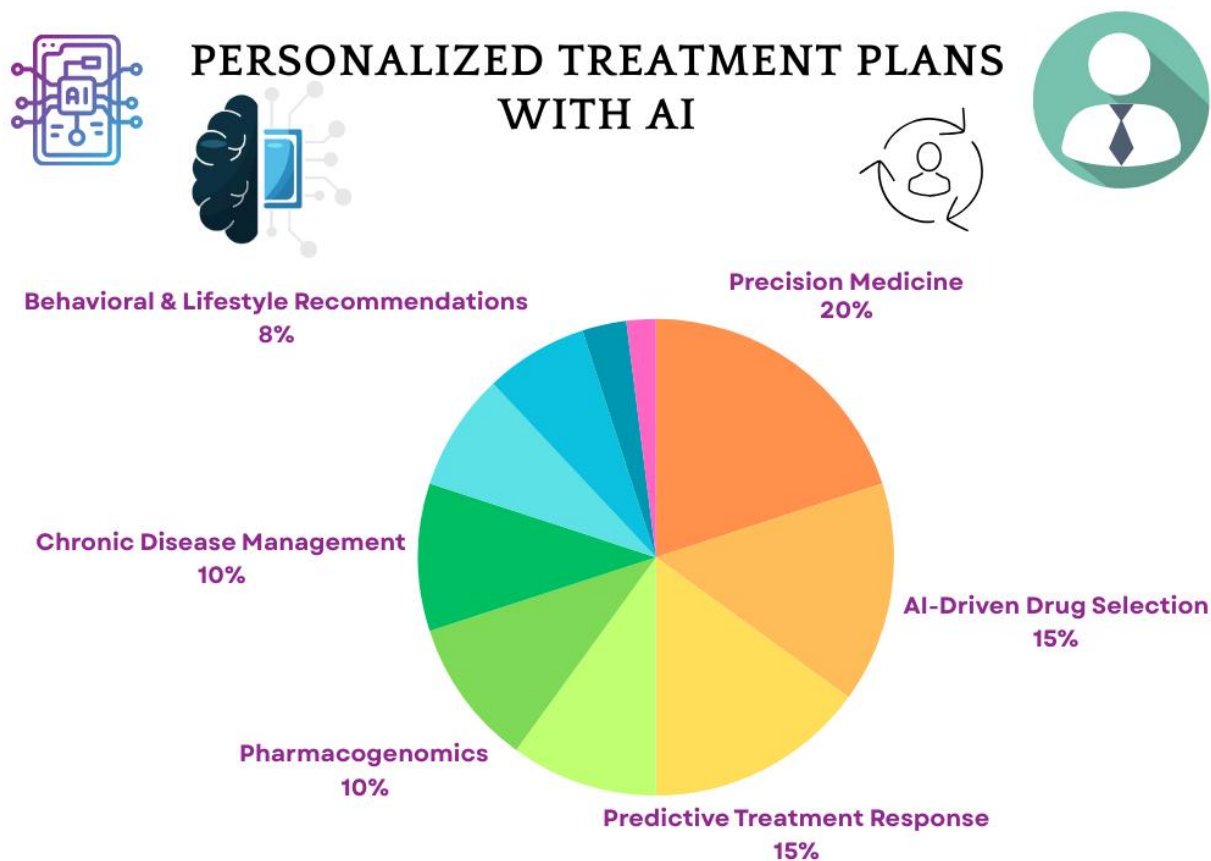 PERSONALIZED TREATMENT PLANS
WITH AI
AI
Precision Medicine
20%
Behavioral & Lifestyle Recommendations
8%
Chronic Disease Management
10%
AI-Driven Drug Selection
15%
Pharmacogenomics
10%
Predictive Treatment Response
15%